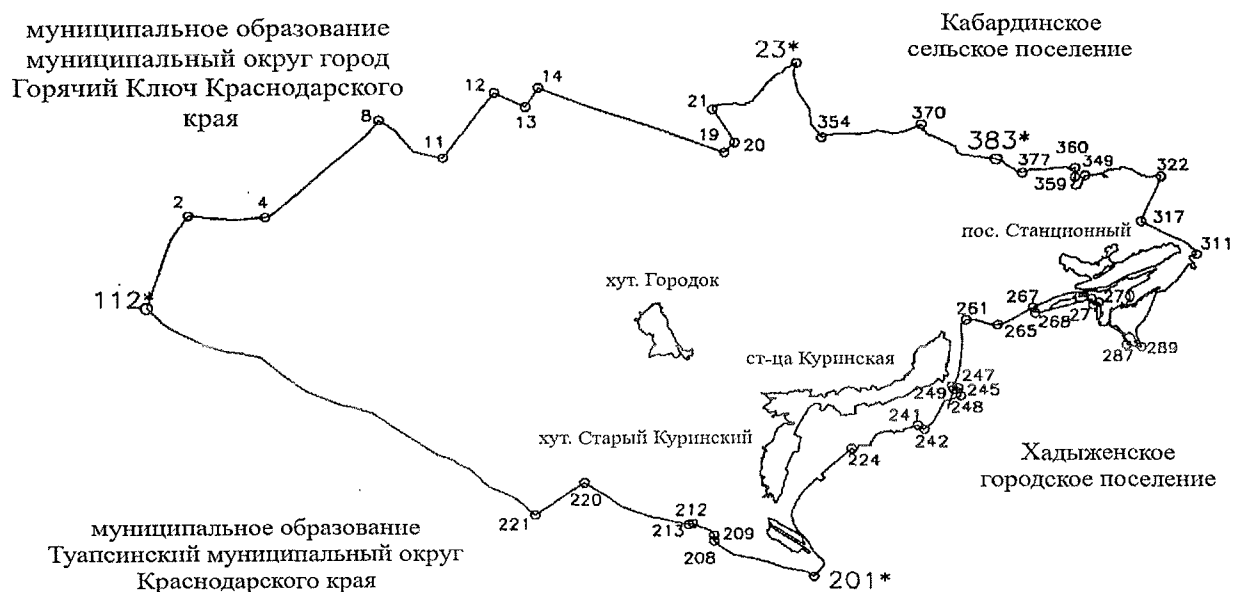 муниципальное образование
муниципальный округ город
Горячий Ключ Краснодарского
края
Кабардинское
сельское поселение
23*
12
14
13
8
11
21
19
20
354
370
383*
377
360
359
349
322
317
311
2
4
112*
пос. Станционный
хут. Городок
261
265
267
268
270
271
287
289
ст-ца Куринская
247
249
245
248
241
242
224
хут. Старый Куринский
Хадыженское
городское поселение
220
221
212
213
209
208
201*
муниципальное образование
Туапсинский муниципальный округ
Краснодарского края